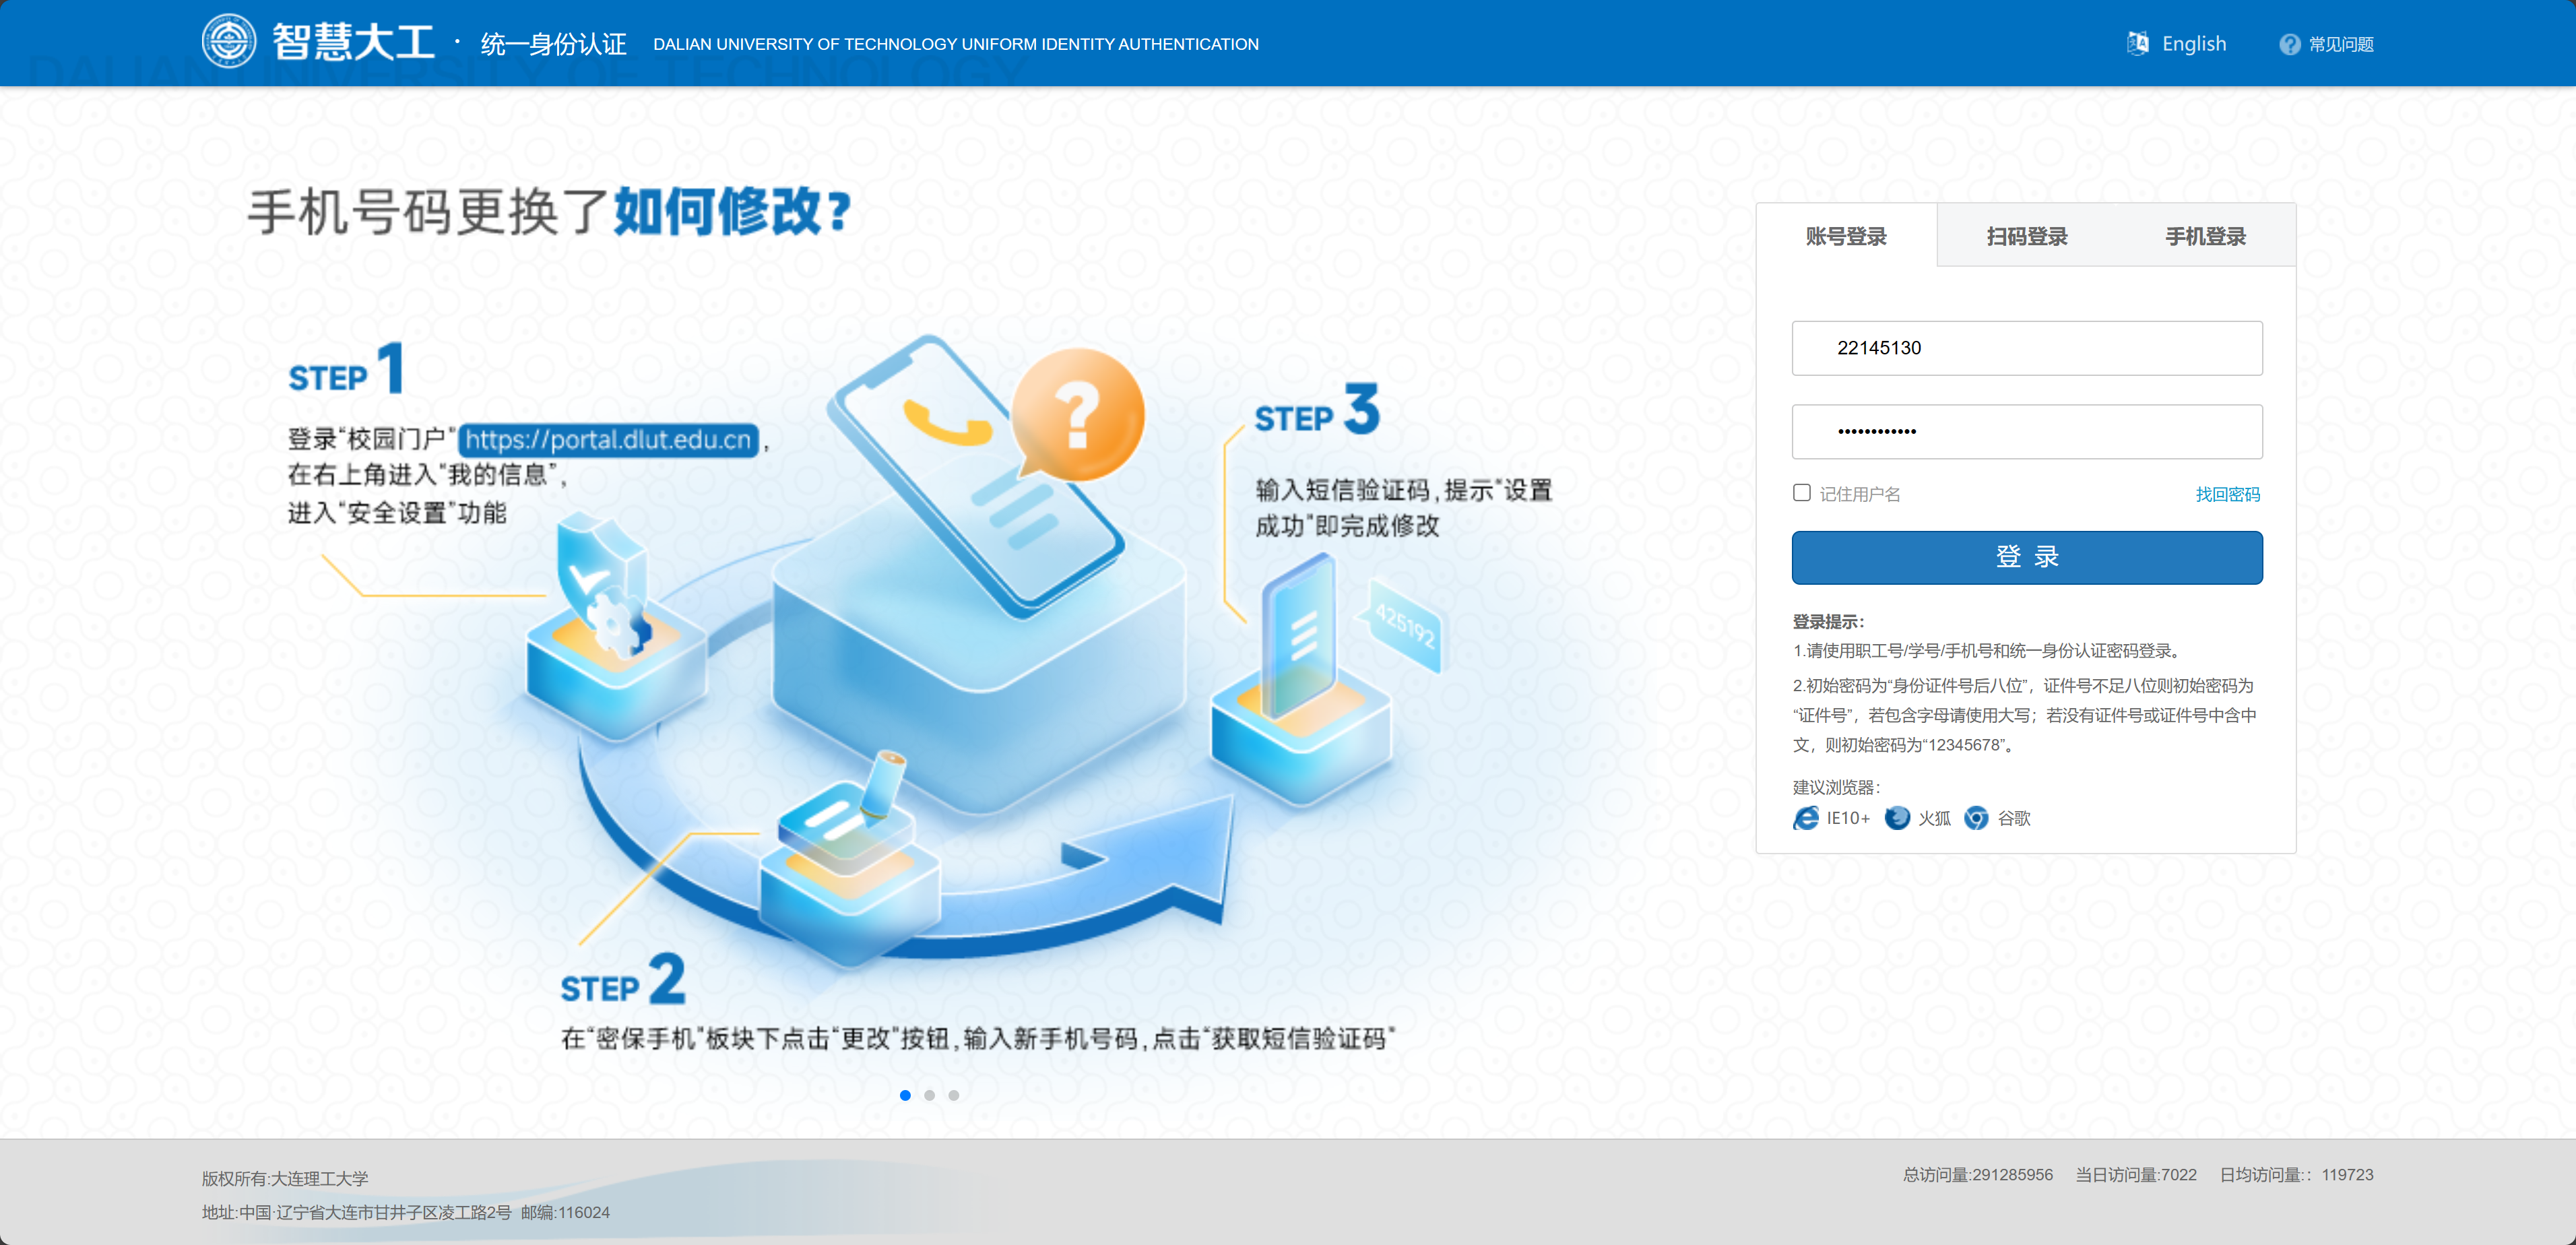 智慧大工 · 统一身份认证 DALIAN UNIVERSITY OF TECHNOLOGY UNIFORM IDENTITY AUTHENTICATION
English 常见问题
DALIAN UNIVERSITY OF TECHNOLOGY
手机号码更换了如何修改?
STEP 1
登录“校园门户”https://portal.dlut.edu.cn,
在右上角进入“我的信息”,
进入“安全设置”功能
STEP 3
输入短信验证码,提示“设置
成功”即完成修改
425192
STEP 2
在“密保手机”板块下点击“更改”按钮,输入新手机号码,点击“获取短信验证码”
账号登录 扫码登录 手机登录
22145130
••••••••••••
记住用户名 找回密码
登 录
登录提示:
1.请使用职工号/学号/手机号和统一身份认证密码登录。
2.初始密码为“身份证件号后八位”，证件号不足八位则初始密码为
“证件号”，若包含字母请使用大写；若没有证件号或证件号中含中
文，则初始密码为“12345678”。
建议浏览器:
IE10+ 火狐 谷歌
版权所有:大连理工大学
地址:中国·辽宁省大连市甘井子区凌工路2号 邮编:116024
总访问量:291285956 当日访问量:7022 日均访问量:: 119723